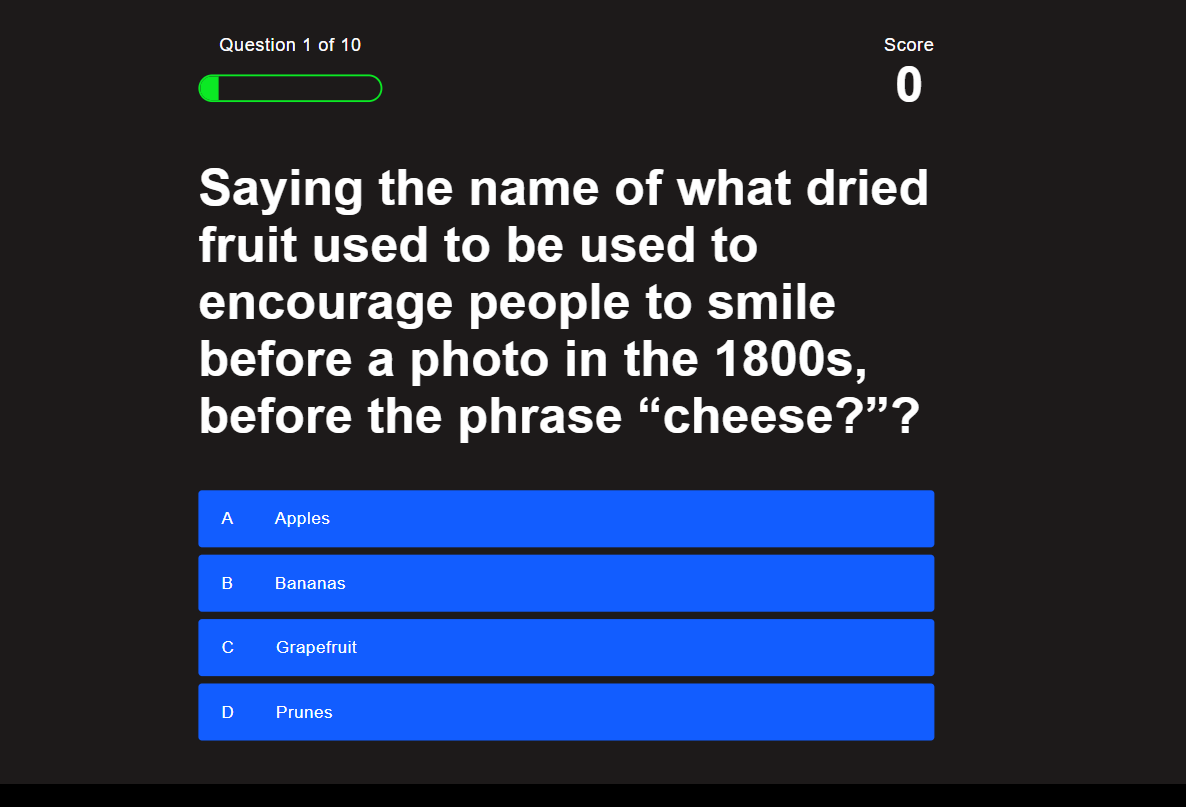 Question 1 of 10
Score
0
Saying the name of what dried
fruit used to be used to
encourage people to smile
before a photo in the 1800s,
before the phrase “cheese?”?
A Apples
B Bananas
C Grapefruit
D Prunes